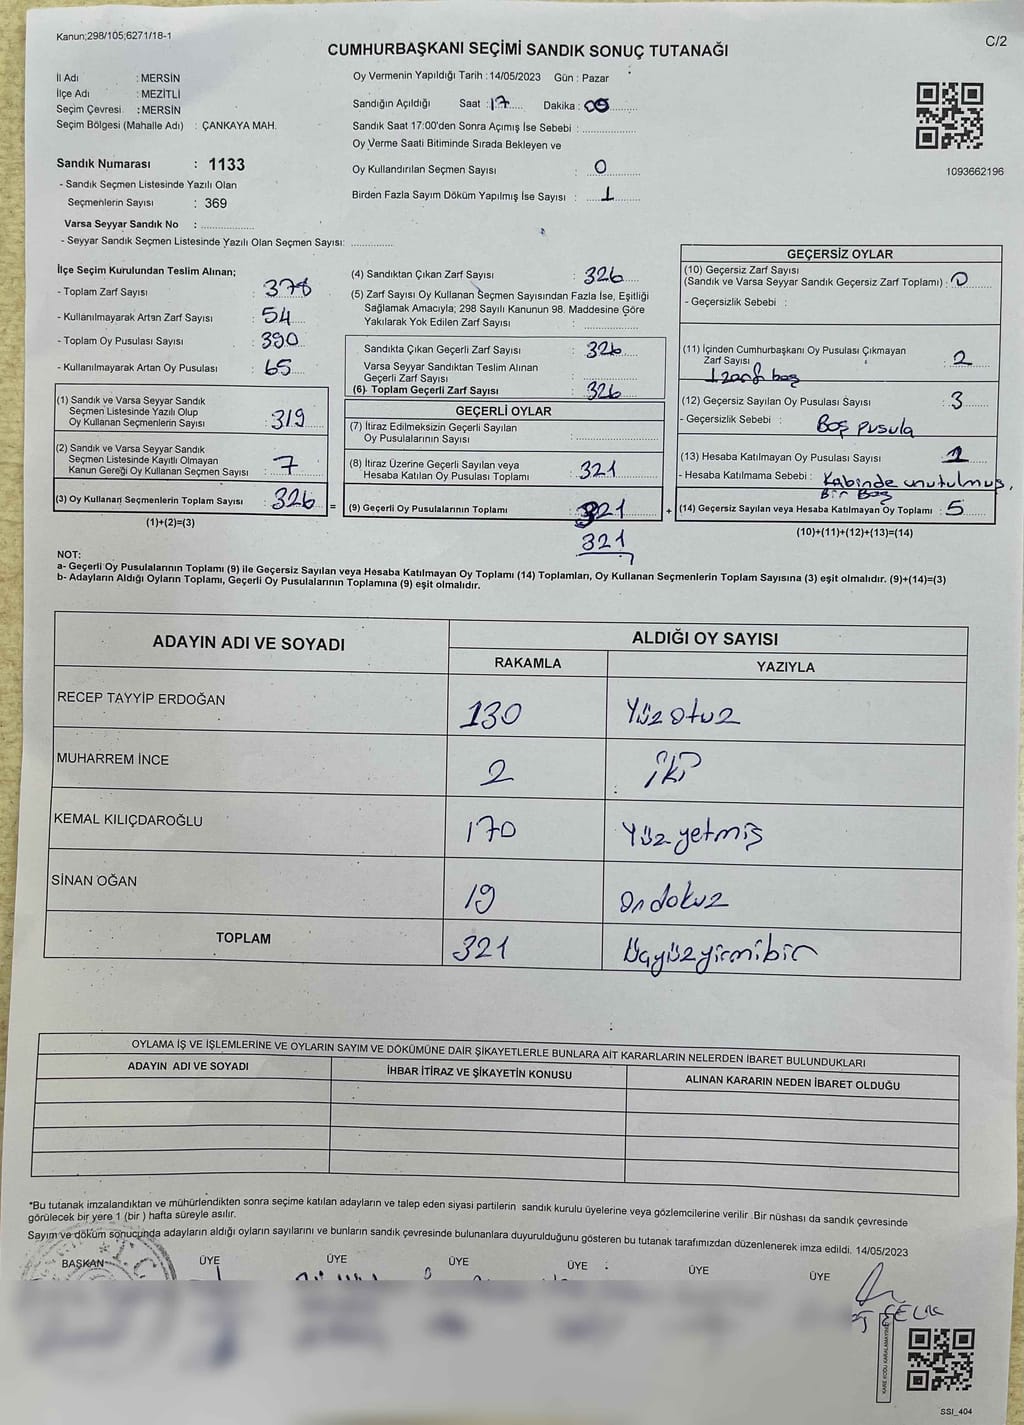 Kanun;298/105;6271/18-1
C/2
CUMHURBAŞKANI SEÇİMİ SANDIK SONUÇ TUTANAĞI
İl Adı : MERSİN
İlçe Adı : MEZİTLİ
Seçim Çevresi : MERSİN
Seçim Bölgesi (Mahalle Adı) : ÇANKAYA MAH.
Sandık Numarası : 1133
- Sandık Seçmen Listesinde Yazılı Olan
Seçmenlerin Sayısı : 369
Varsa Seyyar Sandık No :
- Seyyar Sandık Seçmen Listesinde Yazılı Olan Seçmen Sayısı:
Oy Vermenin Yapıldığı Tarih : 14/05/2023 Gün : Pazar
Sandığın Açıldığı Saat : 17 Dakika : 05
Sandık Saat 17:00'den Sonra Açımış İse Sebebi :
Oy Verme Saati Bitiminde Sırada Bekleyen ve
Oy Kullandırılan Seçmen Sayısı : 0
Birden Fazla Sayım Döküm Yapılmış İse Sayısı : 1
1093662196
İlçe Seçim Kurulundan Teslim Alınan;
- Toplam Zarf Sayısı :
- Kullanılmayarak Artan Zarf Sayısı : 54
- Toplam Oy Pusulası Sayısı : 390
- Kullanılmayarak Artan Oy Pusulası : 65
(1) Sandık ve Varsa Seyyar Sandık
Seçmen Listesinde Yazılı Olup
Oy Kullanan Seçmenlerin Sayısı : 319
(2) Sandık ve Varsa Seyyar Sandık
Seçmen Listesinde Kayıtlı Olmayan
Kanun Gereği Oy Kullanan Seçmen Sayısı : 7
(3) Oy Kullanan Seçmenlerin Toplam Sayısı : 326
(1)+(2)=(3)
=
(4) Sandıktan Çıkan Zarf Sayısı : 326
(5) Zarf Sayısı Oy Kullanan Seçmen Sayısından Fazla İse, Eşitliği
Sağlamak Amacıyla; 298 Sayılı Kanunun 98. Maddesine Göre
Yakılarak Yok Edilen Zarf Sayısı :
Sandıkta Çıkan Geçerli Zarf Sayısı : 326
Varsa Seyyar Sandıktan Teslim Alınan
Geçerli Zarf Sayısı :
(6) Toplam Geçerli Zarf Sayısı : 326
GEÇERLİ OYLAR
(7) İtiraz Edilmeksizin Geçerli Sayılan
Oy Pusulalarının Sayısı :
(8) İtiraz Üzerine Geçerli Sayılan veya
Hesaba Katılan Oy Pusulası Toplamı : 321
(9) Geçerli Oy Pusulalarının Toplamı : 321
321
+
GEÇERSİZ OYLAR
(10) Geçersiz Zarf Sayısı
(Sandık ve Varsa Seyyar Sandık Geçersiz Zarf Toplamı) : 0
- Geçersizlik Sebebi :
(11) İçinden Cumhurbaşkanı Oy Pusulası Çıkmayan
Zarf Sayısı : 2
1 zarf boş
(12) Geçersiz Sayılan Oy Pusulası Sayısı : 3
- Geçersizlik Sebebi : Boş pusula
(13) Hesaba Katılmayan Oy Pusulası Sayısı :
- Hesaba Katılmama Sebebi : Kabinde unutulmuş,
Bir Boş
(14) Geçersiz Sayılan veya Hesaba Katılmayan Oy Toplamı : 5
(10)+(11)+(12)+(13)=(14)
NOT:
a- Geçerli Oy Pusulalarının Toplamı (9) ile Geçersiz Sayılan veya Hesaba Katılmayan Oy Toplamı (14) Toplamları, Oy Kullanan Seçmenlerin Toplam Sayısına (3) eşit olmalıdır. (9)+(14)=(3)
b- Adayların Aldığı Oyların Toplamı, Geçerli Oy Pusulalarının Toplamına (9) eşit olmalıdır.
ADAYIN ADI VE SOYADI ALDIĞI OY SAYISI
RAKAMLA YAZIYLA
RECEP TAYYİP ERDOĞAN 130 Yüz otuz
MUHARREM İNCE 2 iki
KEMAL KILIÇDAROĞLU 170 Yüz yetmiş
SİNAN OĞAN 19 on dokuz
TOPLAM 321 Üçyüzyirmibir
OYLAMA İŞ VE İŞLEMLERİNE VE OYLARIN SAYIM VE DÖKÜMÜNE DAİR ŞİKAYETLERLE BUNLARA AİT KARARLARIN NELERDEN İBARET BULUNDUKLARI
ADAYIN ADI VE SOYADI İHBAR İTİRAZ VE ŞİKAYETİN KONUSU ALINAN KARARIN NEDEN İBARET OLDUĞU
*Bu tutanak imzalandıktan ve mühürlendikten sonra seçime katılan adayların ve talep eden siyasi partilerin sandık kurulu üyelerine veya gözlemcilerine verilir. Bir nüshası da sandık çevresinde
görülecek bir yere 1 (bir ) hafta süreyle asılır.
Sayım ve döküm sonucunda adayların aldığı oyların sayılarını ve bunların sandık çevresinde bulunanlara duyurulduğunu gösteren bu tutanak tarafımızdan düzenlenerek imza edildi. 14/05/2023
BAŞKAN ÜYE ÜYE ÜYE ÜYE ÜYE ÜYE
ÇELİK
KARE KODU KARALAMAYINIZ
SSI_404